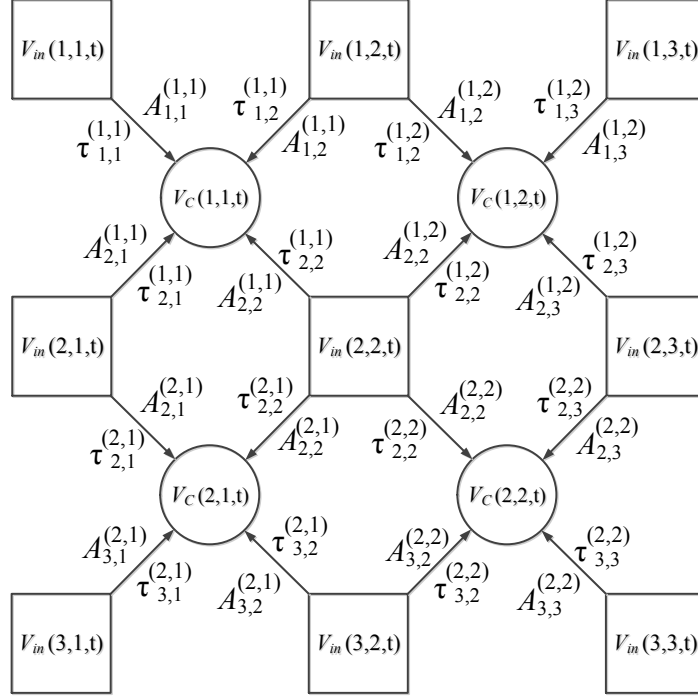 V_in(1,1,t) V_in(1,2,t) V_in(1,3,t)
A_{1,1}^{(1,1)} τ_{1,2}^{(1,1)} A_{1,2}^{(1,2)} τ_{1,3}^{(1,2)}
τ_{1,1}^{(1,1)} A_{1,2}^{(1,1)} τ_{1,2}^{(1,2)} A_{1,3}^{(1,2)}
V_C(1,1,t) V_C(1,2,t)
A_{2,1}^{(1,1)} τ_{2,2}^{(1,1)} A_{2,2}^{(1,2)} τ_{2,3}^{(1,2)}
τ_{2,1}^{(1,1)} A_{2,2}^{(1,1)} τ_{2,2}^{(1,2)} A_{2,3}^{(1,2)}
V_in(2,1,t) V_in(2,2,t) V_in(2,3,t)
A_{2,1}^{(2,1)} τ_{2,2}^{(2,1)} A_{2,2}^{(2,2)} τ_{2,3}^{(2,2)}
τ_{2,1}^{(2,1)} A_{2,2}^{(2,1)} τ_{2,2}^{(2,2)} A_{2,3}^{(2,2)}
V_C(2,1,t) V_C(2,2,t)
A_{3,1}^{(2,1)} τ_{3,2}^{(2,1)} A_{3,2}^{(2,2)} τ_{3,3}^{(2,2)}
τ_{3,1}^{(2,1)} A_{3,2}^{(2,1)} τ_{3,2}^{(2,2)} A_{3,3}^{(2,2)}
V_in(3,1,t) V_in(3,2,t) V_in(3,3,t)